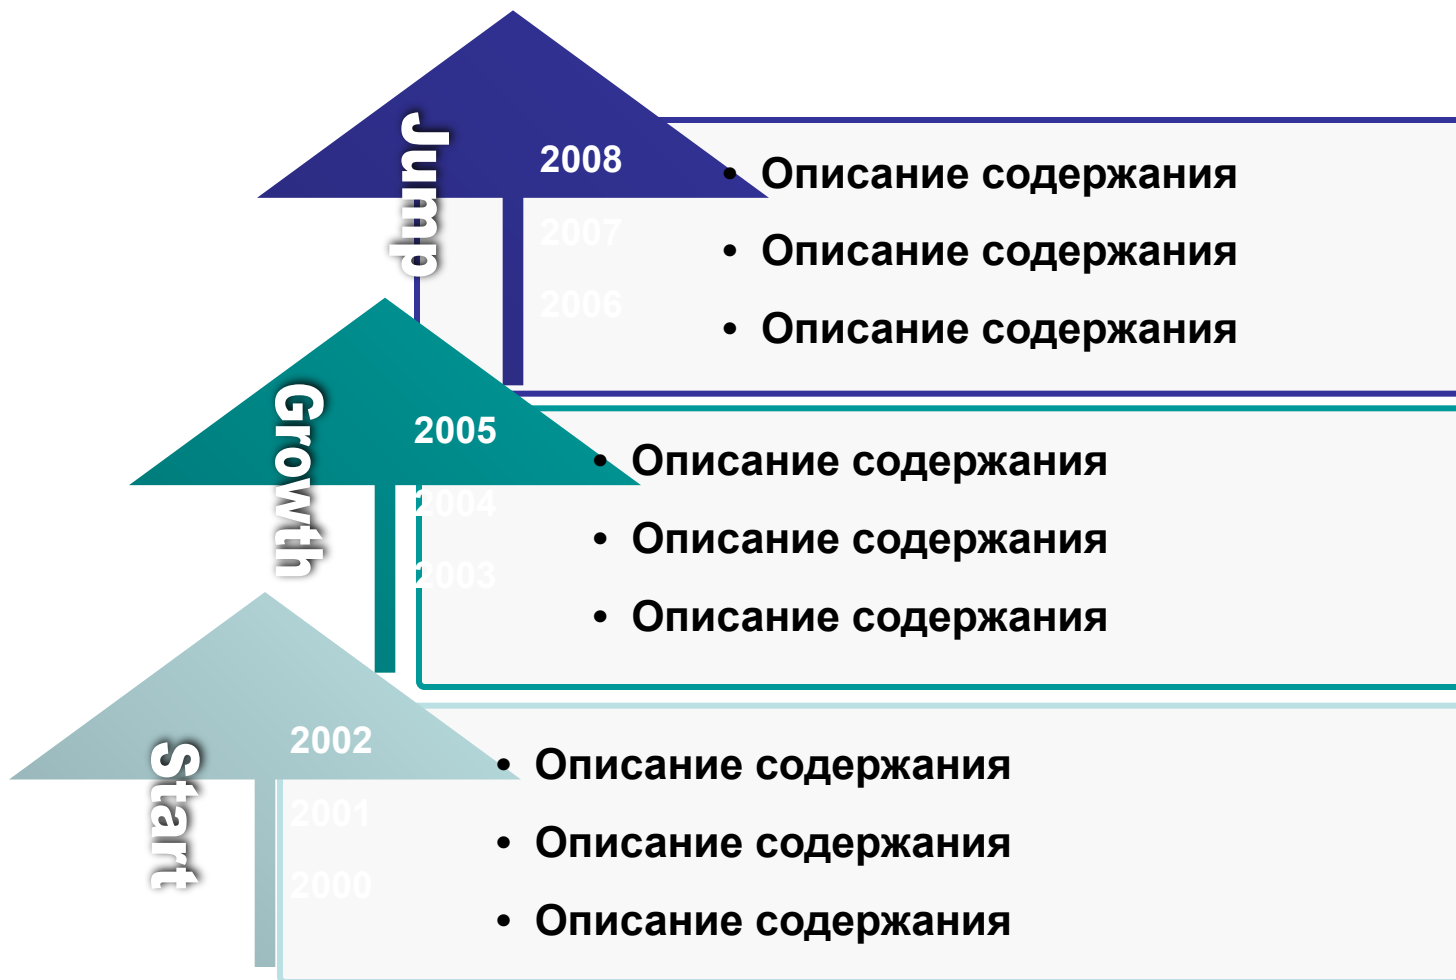 Jump
2008
2007
2006
• Описание содержания
• Описание содержания
• Описание содержания
Growth
2005
2004
2003
• Описание содержания
• Описание содержания
• Описание содержания
Start
2002
2001
2000
• Описание содержания
• Описание содержания
• Описание содержания